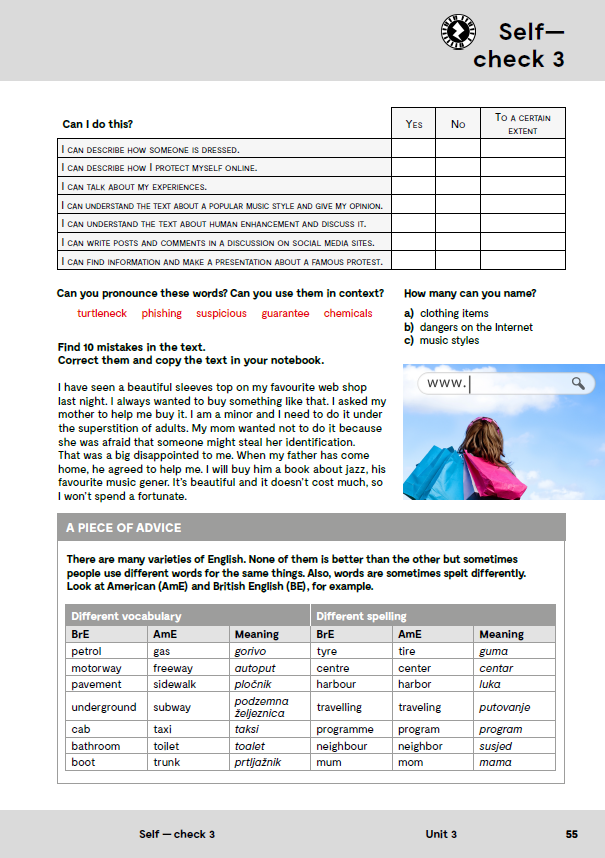 Self—
check 3
Can I do this? YES NO TO A CERTAIN EXTENT
I CAN DESCRIBE HOW SOMEONE IS DRESSED.
I CAN DESCRIBE HOW I PROTECT MYSELF ONLINE.
I CAN TALK ABOUT MY EXPERIENCES.
I CAN UNDERSTAND THE TEXT ABOUT A POPULAR MUSIC STYLE AND GIVE MY OPINION.
I CAN UNDERSTAND THE TEXT ABOUT HUMAN ENHANCEMENT AND DISCUSS IT.
I CAN WRITE POSTS AND COMMENTS IN A DISCUSSION ON SOCIAL MEDIA SITES.
I CAN FIND INFORMATION AND MAKE A PRESENTATION ABOUT A FAMOUS PROTEST.
Can you pronounce these words? Can you use them in context?
turtleneck phishing suspicious guarantee chemicals
How many can you name?
a) clothing items
b) dangers on the Internet
c) music styles
Find 10 mistakes in the text.
Correct them and copy the text in your notebook.
I have seen a beautiful sleeves top on my favourite web shop
last night. I always wanted to buy something like that. I asked my
mother to help me buy it. I am a minor and I need to do it under
the superstition of adults. My mom wanted not to do it because
she was afraid that someone might steal her identification.
That was a big disappointed to me. When my father has come
home, he agreed to help me. I will buy him a book about jazz, his
favourite music gener. It's beautiful and it doesn't cost much, so
I won't spend a fortunate.
www.
A PIECE OF ADVICE
There are many varieties of English. None of them is better than the other but sometimes
people use different words for the same things. Also, words are sometimes spelt differently.
Look at American (AmE) and British English (BE), for example.
Different vocabulary Different spelling
BrE AmE Meaning BrE AmE Meaning
petrol gas gorivo tyre tire guma
motorway freeway autoput centre center centar
pavement sidewalk pločnik harbour harbor luka
underground subway podzemna željeznica travelling traveling putovanje
cab taxi taksi programme program program
bathroom toilet toalet neighbour neighbor susjed
boot trunk prtljažnik mum mom mama
Self — check 3 Unit 3 55